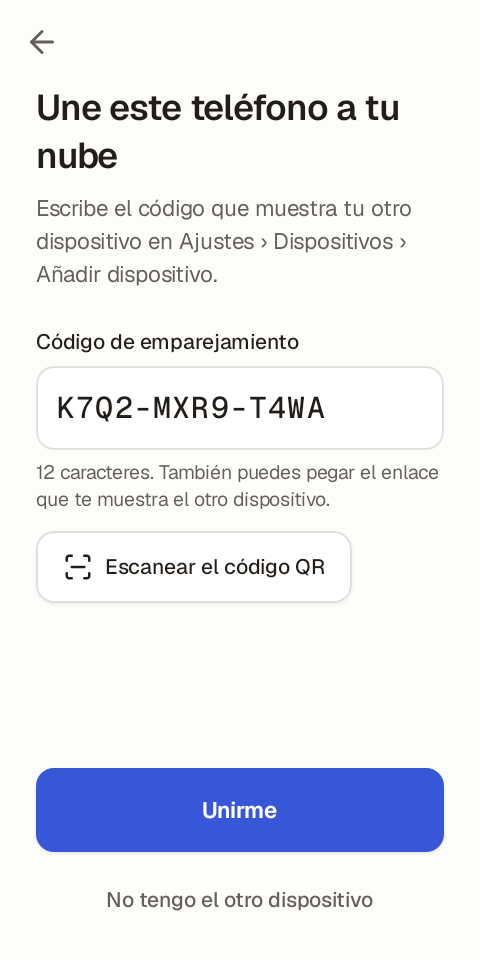 Une este teléfono a tu
nube
Escribe el código que muestra tu otro
dispositivo en Ajustes › Dispositivos ›
Añadir dispositivo.
Código de emparejamiento
K7Q2-MXR9-T4WA
12 caracteres. También puedes pegar el enlace
que te muestra el otro dispositivo.
Escanear el código QR
Unirme
No tengo el otro dispositivo